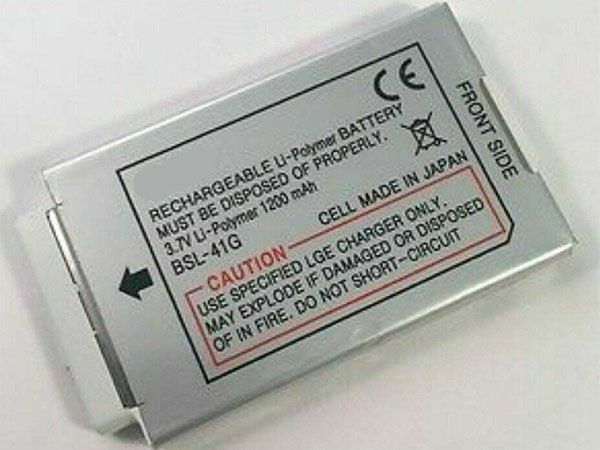 CE
FRONT SIDE
RECHARGEABLE Li-Polymer BATTERY
MUST BE DISPOSED OF PROPERLY.
3.7V Li-Polymer 1200 mAh
BSL-41G
CELL MADE IN JAPAN
CAUTION
USE SPECIFIED LGE CHARGER ONLY.
MAY EXPLODE IF DAMAGED OR DISPOSED
OF IN FIRE. DO NOT SHORT-CIRCUIT